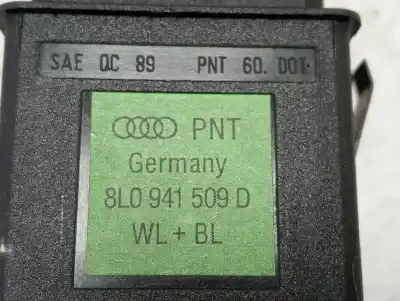 SAE QC 89 PNT 60. DOT.
PNT
Germany
8L0 941 509 D
WL + BL